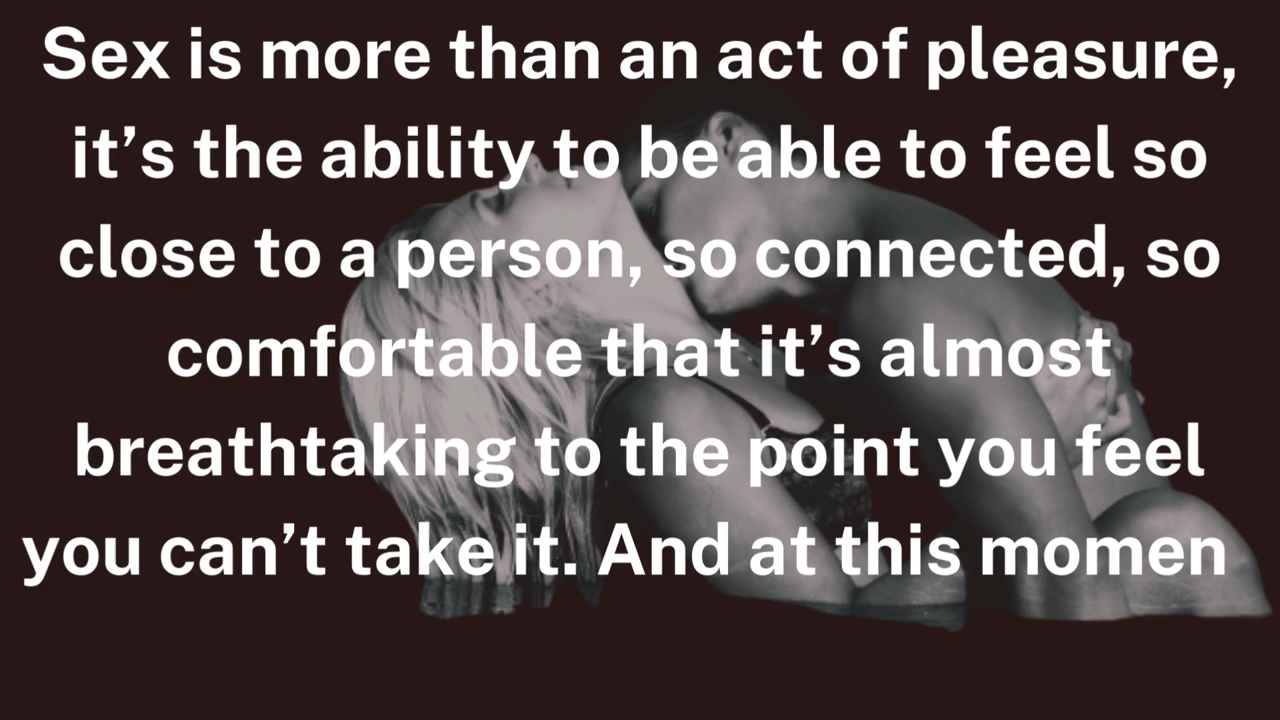 Sex is more than an act of pleasure,
it’s the ability to be able to feel so
close to a person, so connected, so
comfortable that it’s almost
breathtaking to the point you feel
you can’t take it. And at this momen